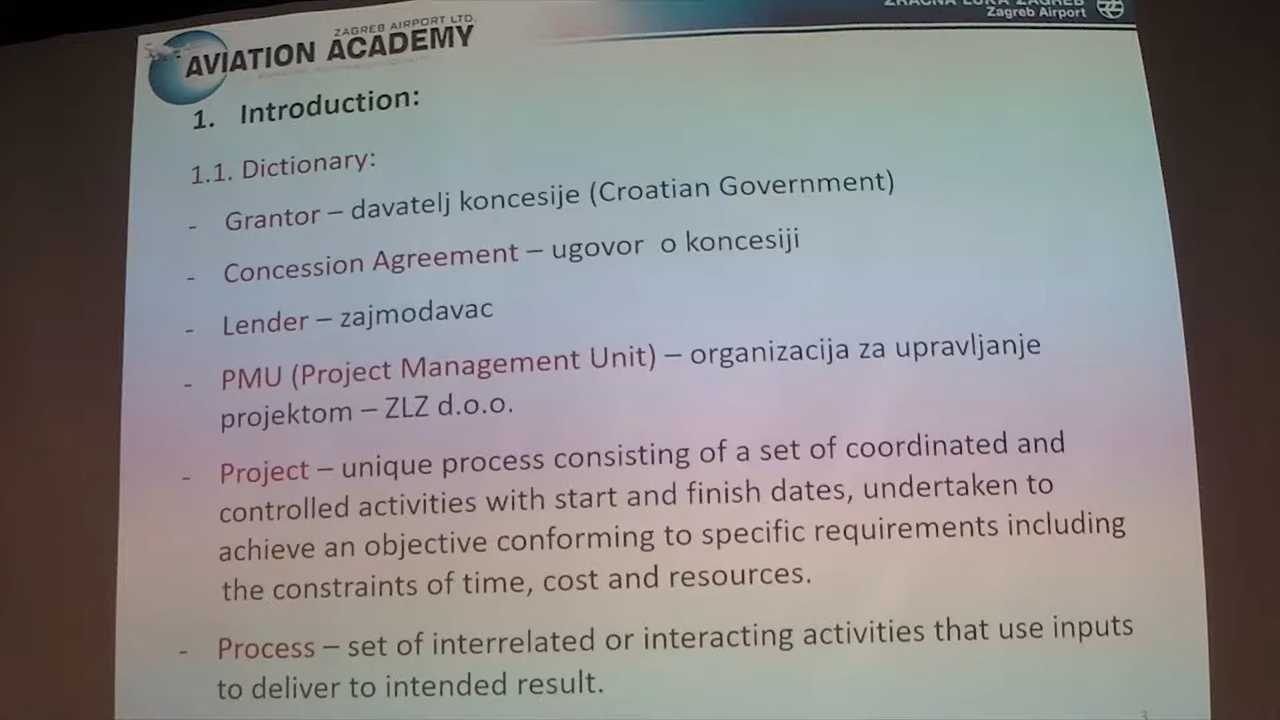 ZAGREB AIRPORT LTD.
AVIATION ACADEMY
ZRAČNA LUKA ZAGREB
Zagreb Airport
1. Introduction:
1.1. Dictionary:
- Grantor – davatelj koncesije (Croatian Government)
- Concession Agreement – ugovor o koncesiji
- Lender – zajmodavac
- PMU (Project Management Unit) – organizacija za upravljanje
projektom – ZLZ d.o.o.
- Project – unique process consisting of a set of coordinated and
controlled activities with start and finish dates, undertaken to
achieve an objective conforming to specific requirements including
the constraints of time, cost and resources.
- Process – set of interrelated or interacting activities that use inputs
to deliver to intended result.